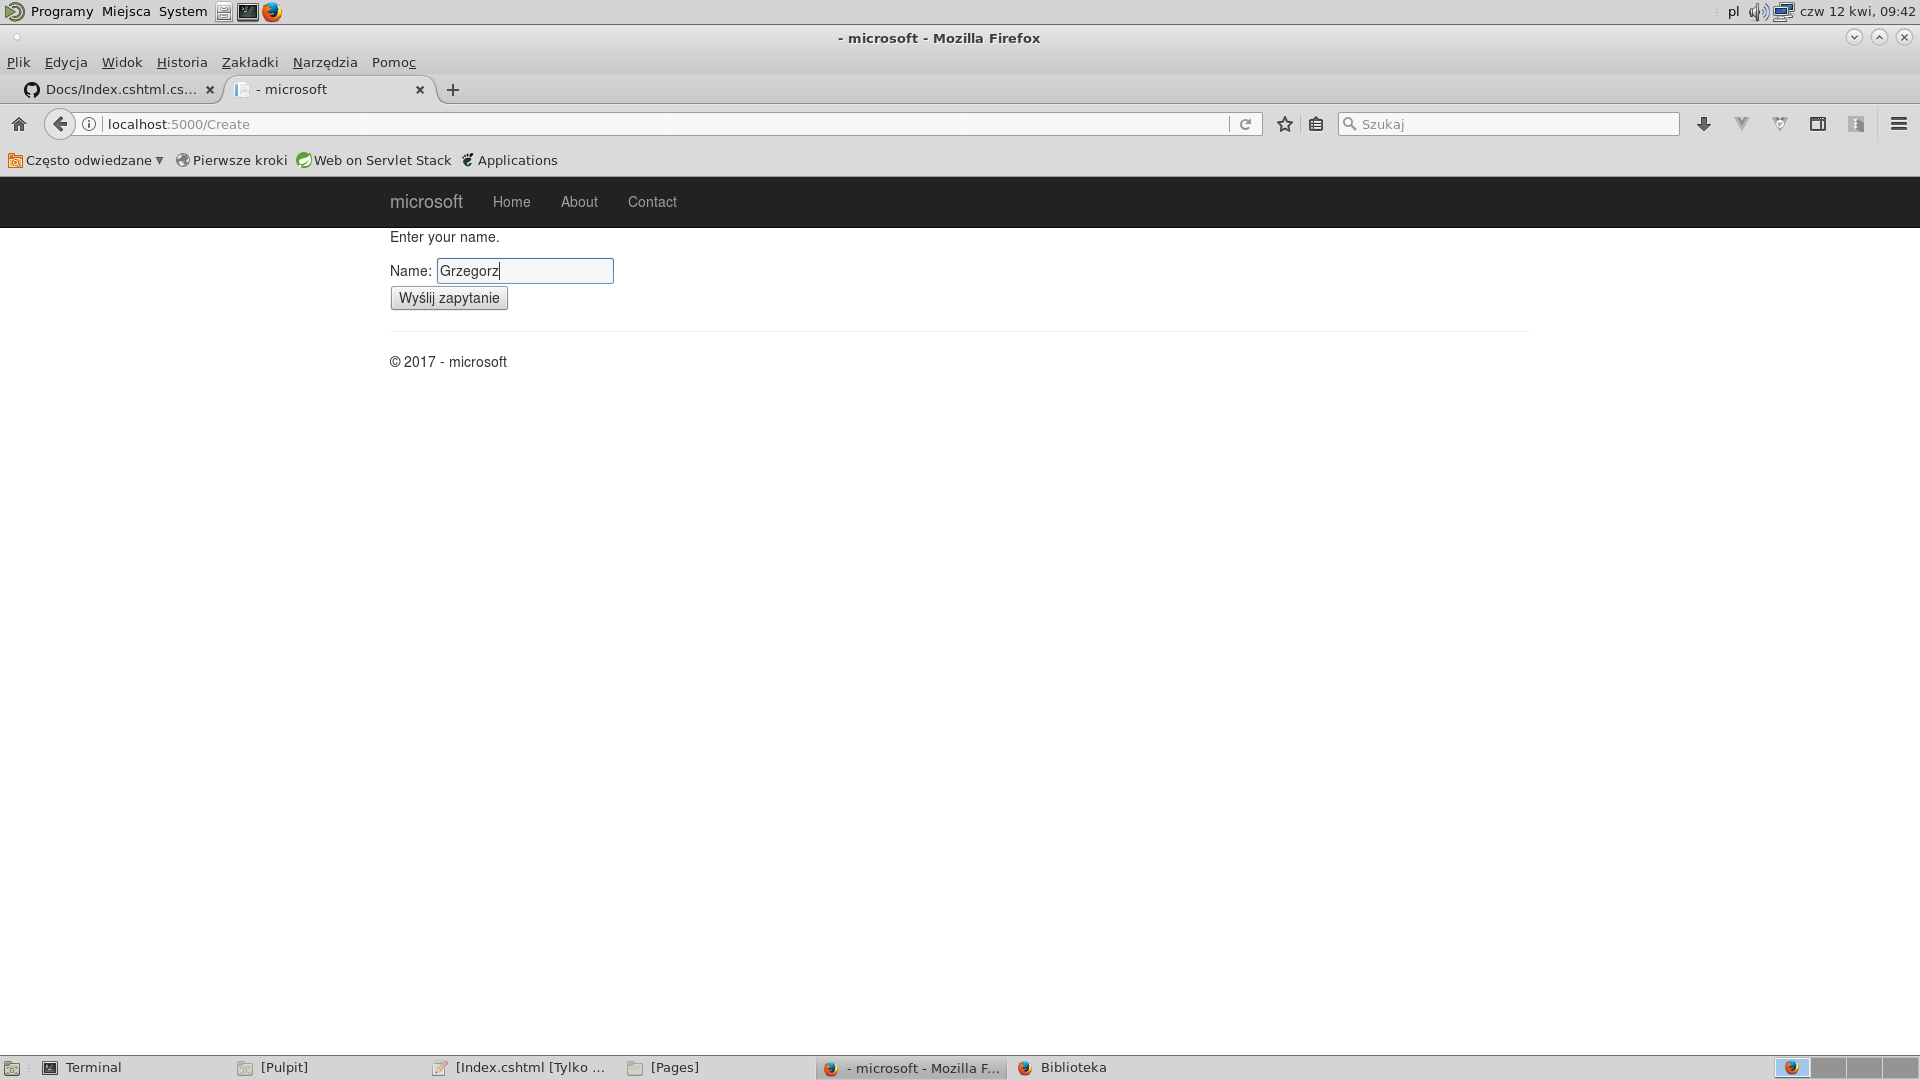 Programy Miejsca System pl czw 12 kwi, 09:42
- microsoft - Mozilla Firefox
Plik Edycja Widok Historia Zakładki Narzędzia Pomoc
Docs/Index.cshtml.cs... - microsoft
localhost:5000/Create Szukaj
Często odwiedzane Pierwsze kroki Web on Servlet Stack Applications
microsoft Home About Contact
Enter your name.
Name: Grzegorz
Wyślij zapytanie
© 2017 - microsoft
Terminal [Pulpit] [Index.cshtml [Tylko ... [Pages] - microsoft - Mozilla F... Biblioteka